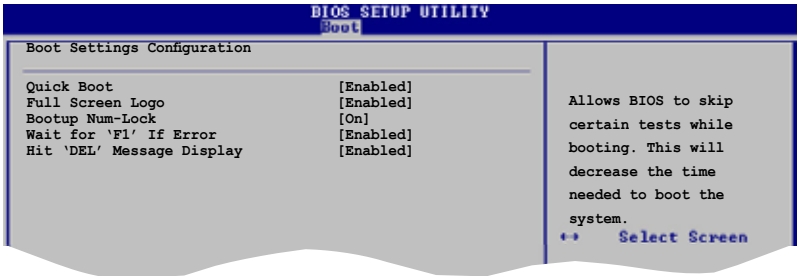 BIOS SETUP UTILITY
Boot
Boot Settings Configuration
Quick Boot [Enabled]
Full Screen Logo [Enabled]
Bootup Num-Lock [On]
Wait for ‘F1’ If Error [Enabled]
Hit ‘DEL’ Message Display [Enabled]
Allows BIOS to skip
certain tests while
booting. This will
decrease the time
needed to boot the
system.
↔ Select Screen